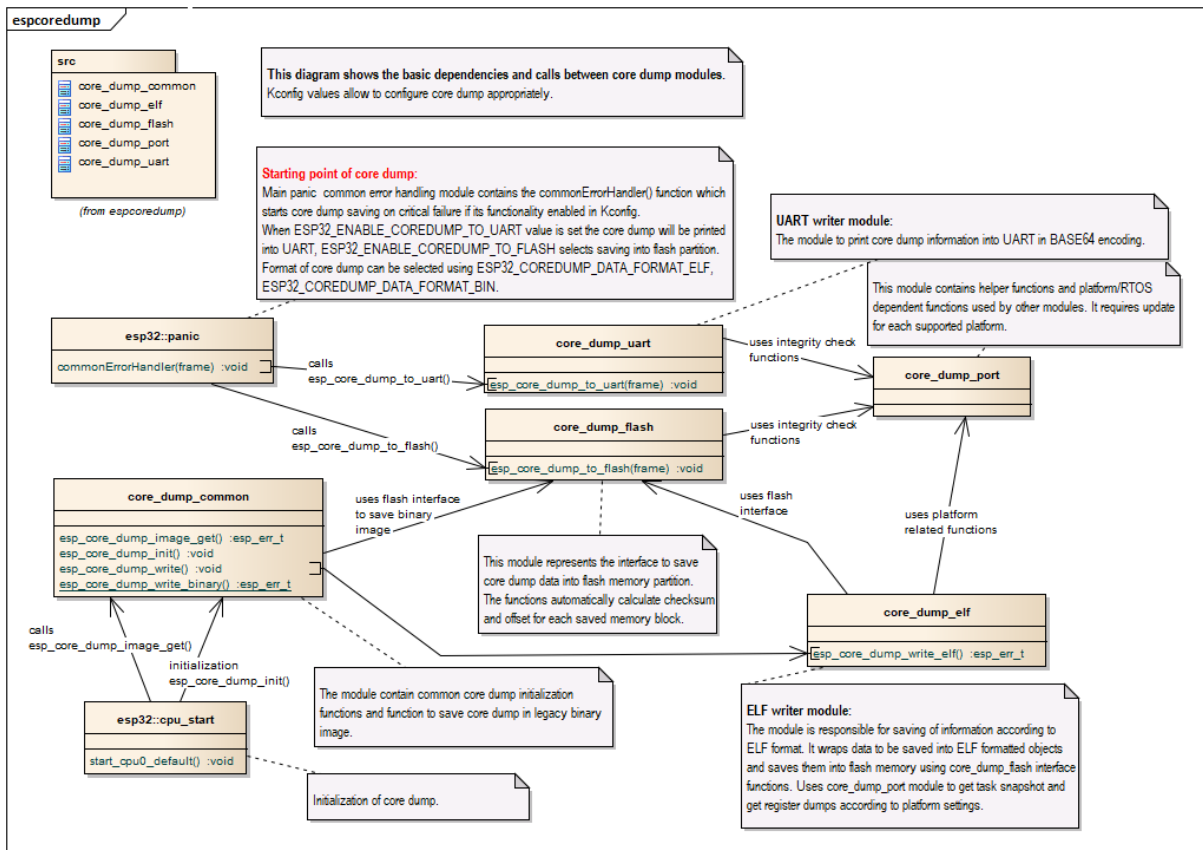 espcoredump
src
core_dump_common
core_dump_elf
core_dump_flash
core_dump_port
core_dump_uart
(from espcoredump)
This diagram shows the basic dependencies and calls between core dump modules.
Kconfig values allow to configure core dump appropriately.
Starting point of core dump:
Main panic common error handling module contains the commonErrorHandler() function which
starts core dump saving on critical failure if its functionality enabled in Kconfig.
When ESP32_ENABLE_COREDUMP_TO_UART value is set the core dump will be printed
into UART, ESP32_ENABLE_COREDUMP_TO_FLASH selects saving into flash partition.
Format of core dump can be selected using ESP32_COREDUMP_DATA_FORMAT_ELF,
ESP32_COREDUMP_DATA_FORMAT_BIN.
UART writer module:
The module to print core dump information into UART in BASE64 encoding.
This module contains helper functions and platform/RTOS
dependent functions used by other modules. It requires update
for each supported platform.
esp32::panic
commonErrorHandler(frame) :void
calls
esp_core_dump_to_uart()
core_dump_uart
esp_core_dump_to_uart(frame) :void
uses integrity check
functions
core_dump_port
calls
esp_core_dump_to_flash()
core_dump_flash
esp_core_dump_to_flash(frame) :void
uses integrity check
functions
core_dump_common
esp_core_dump_image_get() :esp_err_t
esp_core_dump_init() :void
esp_core_dump_write() :void
esp_core_dump_write_binary() :esp_err_t
uses flash interface
to save binary
image
uses flash
interface
uses platform
related functions
This module represents the interface to save
core dump data into flash memory partition.
The functions automatically calculate checksum
and offset for each saved memory block.
core_dump_elf
esp_core_dump_write_elf() :esp_err_t
calls
esp_core_dump_image_get()
initialization
esp_core_dump_init()
The module contain common core dump initialization
functions and function to save core dump in legacy binary
image.
esp32::cpu_start
start_cpu0_default() :void
Initialization of core dump.
ELF writer module:
The module is responsible for saving of information according to
ELF format. It wraps data to be saved into ELF formatted objects
and saves them into flash memory using core_dump_flash interface
functions. Uses core_dump_port module to get task snapshot and
get register dumps according to platform settings.